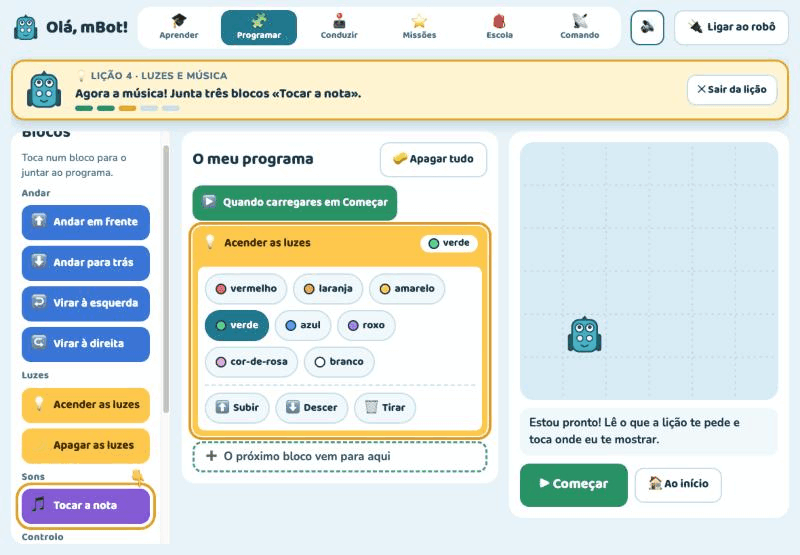 Olá, mBot!
Aprender
Programar
Conduzir
Missões
Escola
Comando
Ligar ao robô
LIÇÃO 4 · LUZES E MÚSICA
Agora a música! Junta três blocos «Tocar a nota».
Sair da lição
Blocos
Toca num bloco para o
juntar ao programa.
Andar
Andar em frente
Andar para trás
Virar à esquerda
Virar à direita
Luzes
Acender as luzes
Apagar as luzes
Sons
Tocar a nota
Controlo
O meu programa
Apagar tudo
Quando carregares em Começar
Acender as luzes
verde
vermelho
laranja
amarelo
verde
azul
roxo
cor-de-rosa
branco
Subir
Descer
Tirar
O próximo bloco vem para aqui
Estou pronto! Lê o que a lição te pede e
toca onde eu te mostrar.
Começar
Ao início